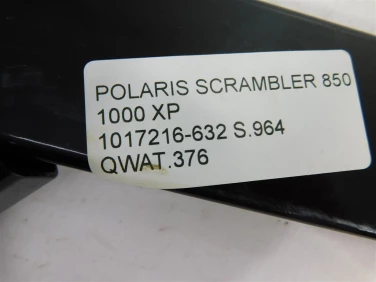 POLARIS SCRAMBLER 850
1000 XP
1017216-632 S.964
QWAT.376